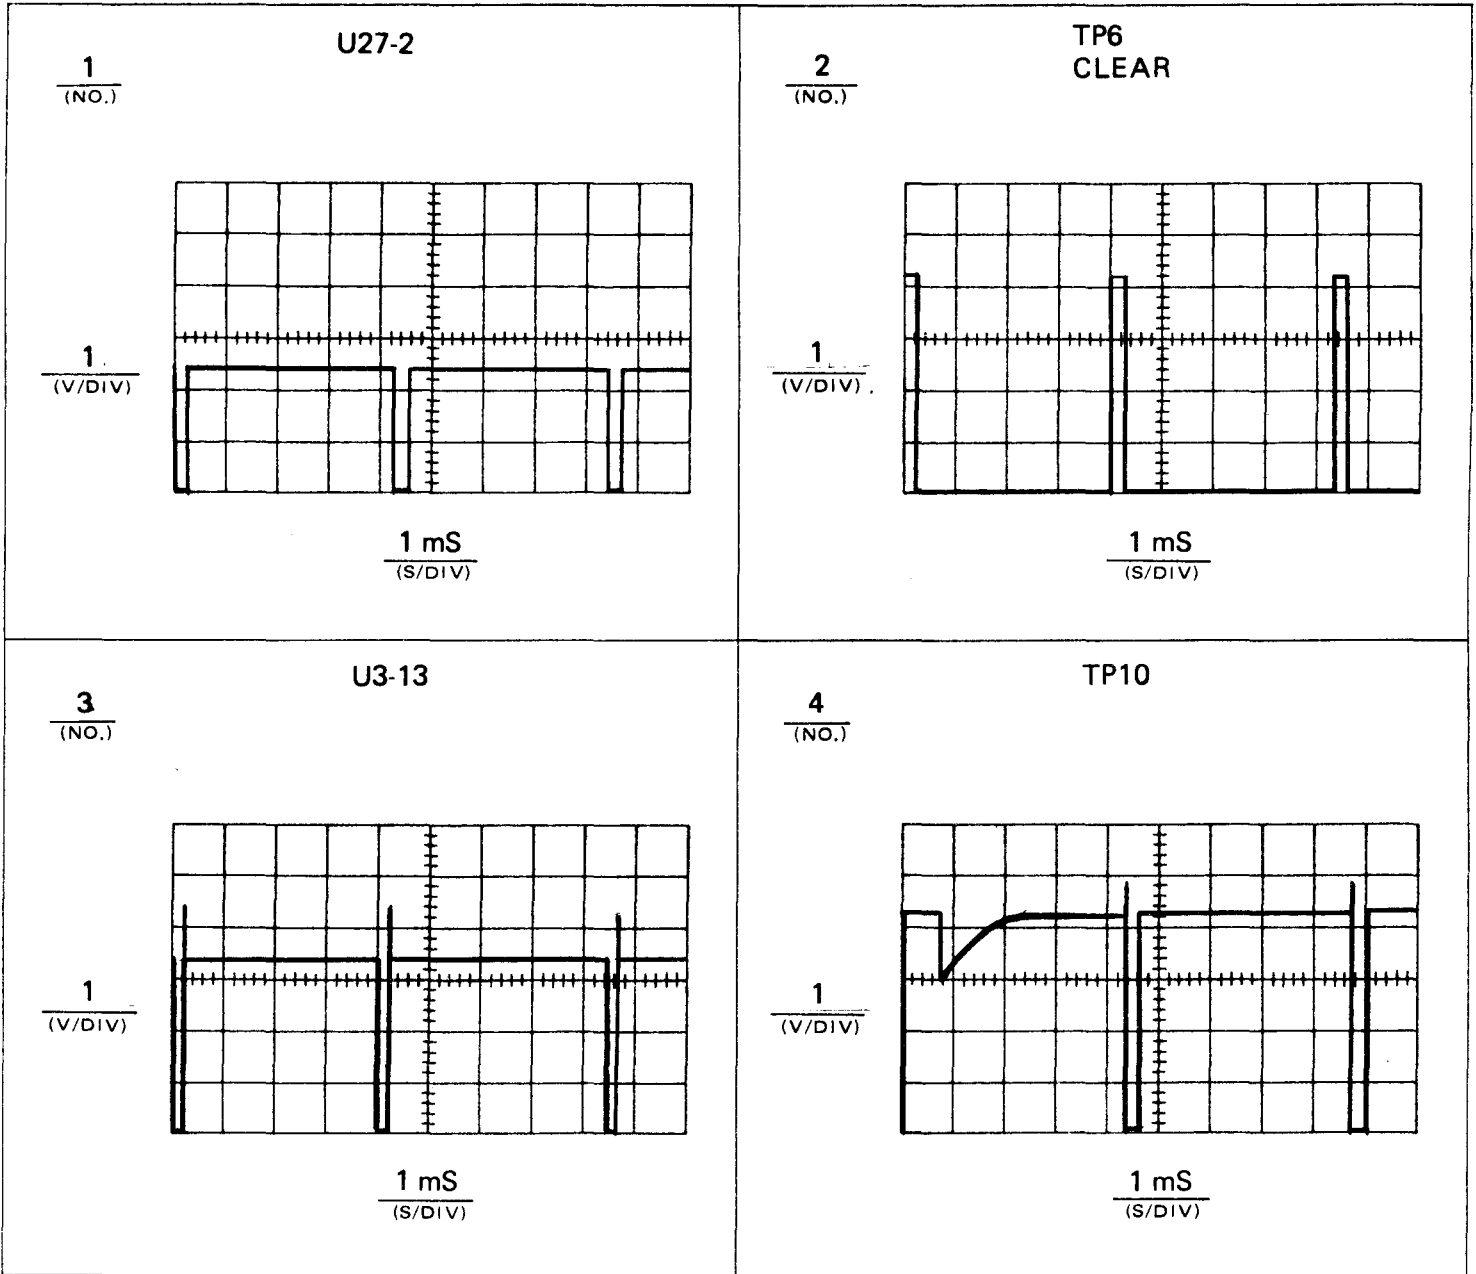 U27-2
1
(NO.)
1
(V/DIV)
1 mS
(S/DIV)
TP6
CLEAR
2
(NO.)
1
(V/DIV)
1 mS
(S/DIV)
U3-13
3
(NO.)
1
(V/DIV)
1 mS
(S/DIV)
TP10
4
(NO.)
1
(V/DIV)
1 mS
(S/DIV)